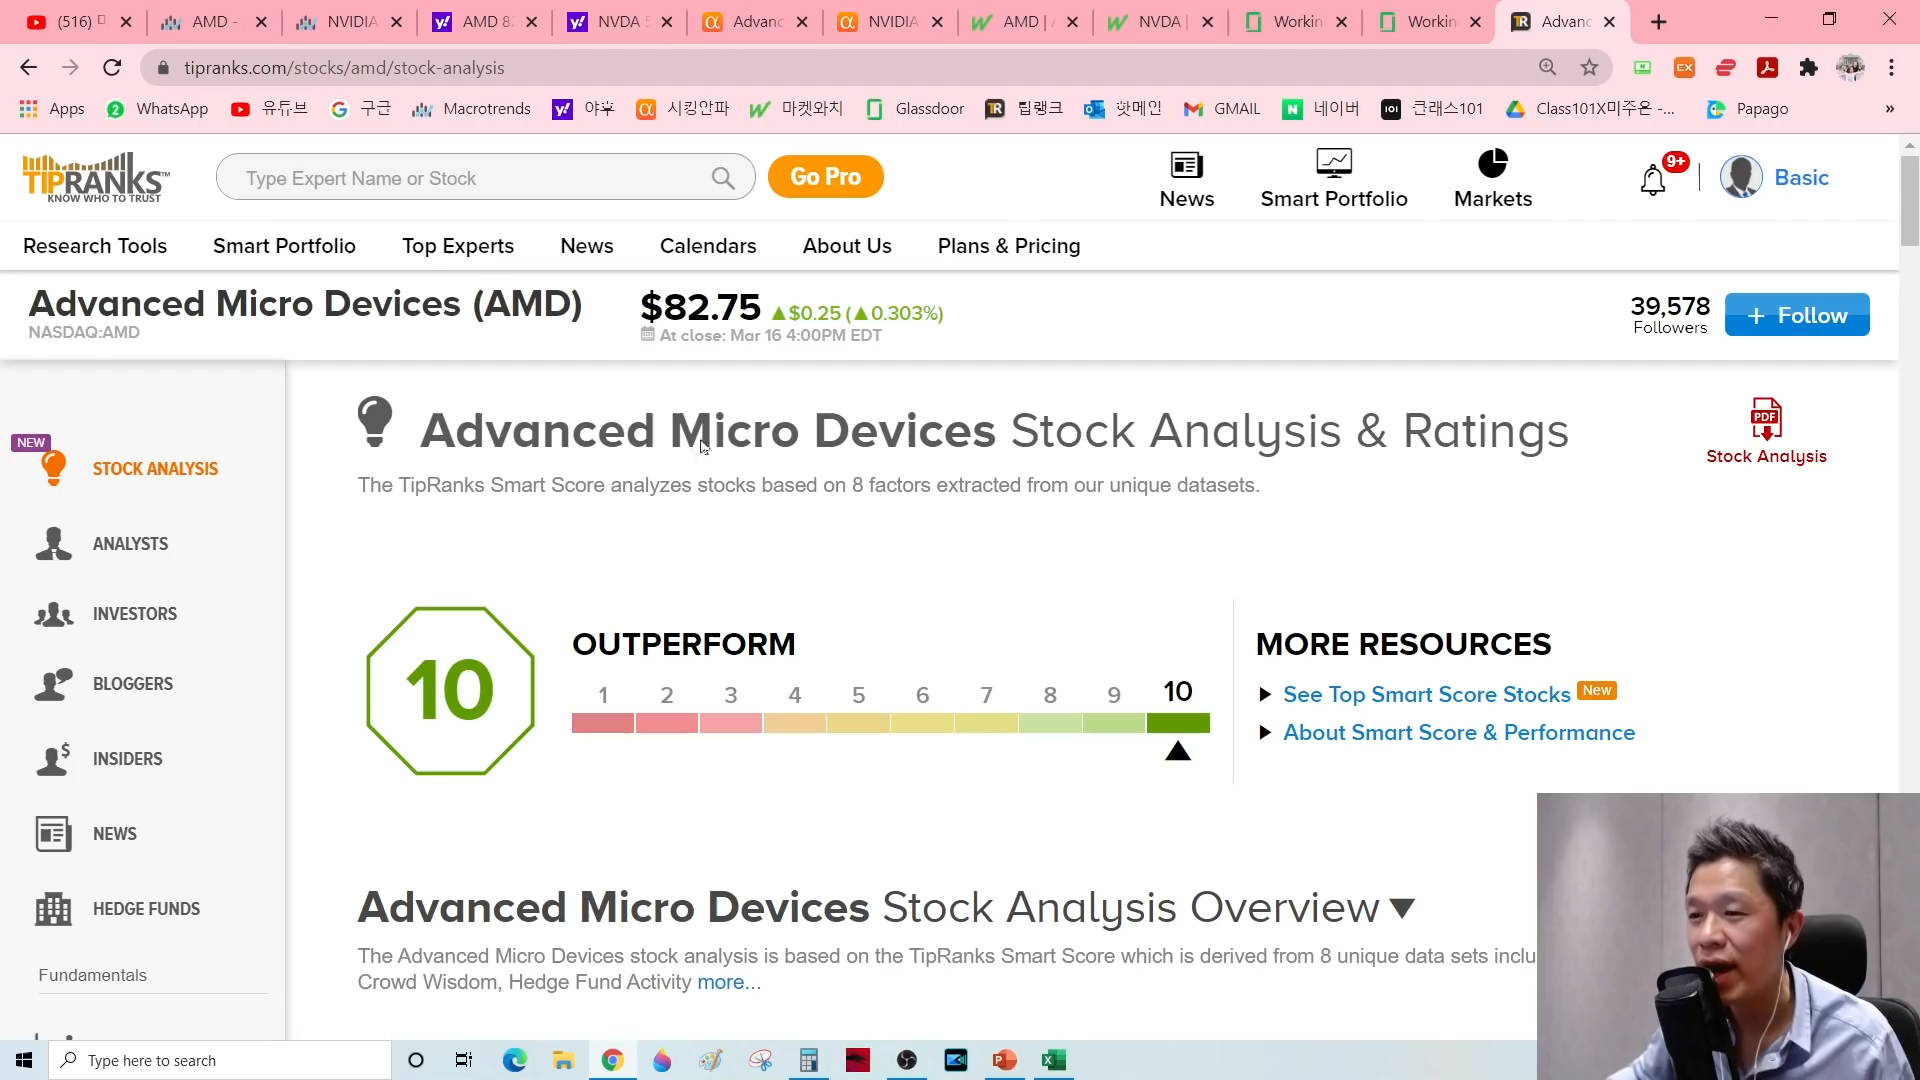 (516)
AMD -
NVIDIA
AMD 82
NVDA 5
Advanc
NVIDIA
AMD | A
NVDA |
Workin
Workin
Advanc
tipranks.com/stocks/amd/stock-analysis
Apps
WhatsApp
유튜브
구글
Macrotrends
야후
시킹알파
마켓와치
Glassdoor
팁랭크
핫메일
GMAIL
네이버
클래스101
Class101X미주은 -...
Papago
»
TIPRANKS™
KNOW WHO TO TRUST
Type Expert Name or Stock
Go Pro
News
Smart Portfolio
Markets
9+
Basic
Research Tools
Smart Portfolio
Top Experts
News
Calendars
About Us
Plans & Pricing
Advanced Micro Devices (AMD)
NASDAQ:AMD
$82.75 ▲$0.25 (▲0.303%)
At close: Mar 16 4:00PM EDT
39,578
Followers
+ Follow
NEW
STOCK ANALYSIS
ANALYSTS
INVESTORS
BLOGGERS
INSIDERS
NEWS
HEDGE FUNDS
Fundamentals
Advanced Micro Devices Stock Analysis & Ratings
The TipRanks Smart Score analyzes stocks based on 8 factors extracted from our unique datasets.
PDF
Stock Analysis
10
OUTPERFORM
1 2 3 4 5 6 7 8 9 10
MORE RESOURCES
See Top Smart Score Stocks New
About Smart Score & Performance
Advanced Micro Devices Stock Analysis Overview
The Advanced Micro Devices stock analysis is based on the TipRanks Smart Score which is derived from 8 unique data sets inclu
Crowd Wisdom, Hedge Fund Activity more...
Type here to search